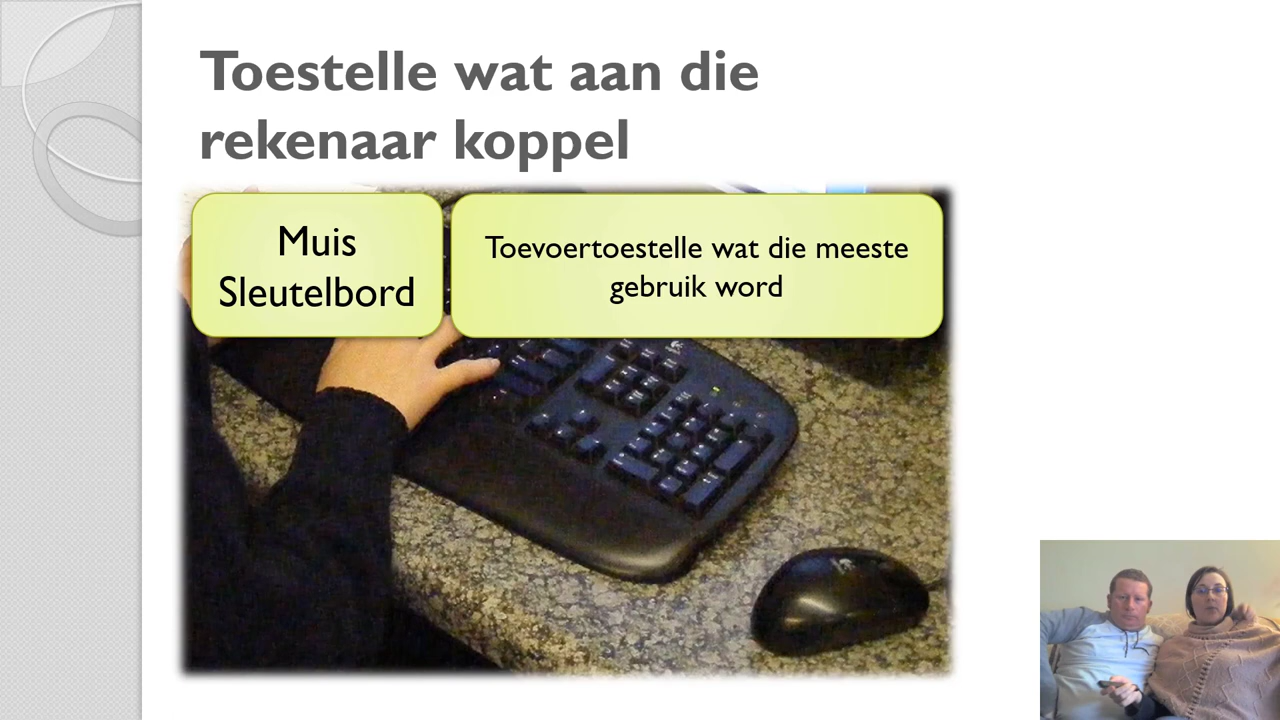 Toestelle wat aan die
rekenaar koppel
Muis
Sleutelbord
Toevoertoestelle wat die meeste
gebruik word